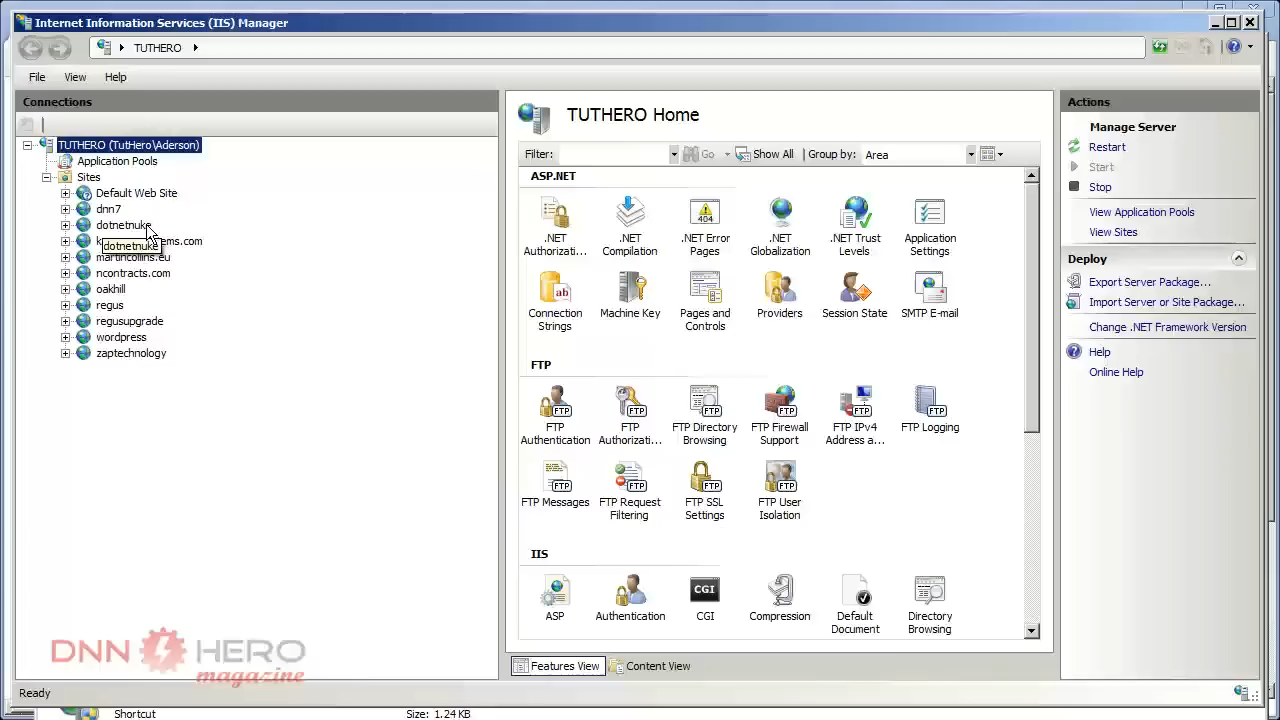 Internet Information Services (IIS) Manager
TUTHERO
File View Help
Connections
TUTHERO (TutHero\Aderson)
Application Pools
Sites
Default Web Site
dnn7
dotnetnuke
dotnetnuke
ems.com
martincollins.eu
ncontracts.com
oakhill
regus
regusupgrade
wordpress
zaptechnology
TUTHERO Home
Filter: Go Show All Group by: Area
ASP.NET
.NET Authorizati...
.NET Compilation
.NET Error Pages
.NET Globalization
.NET Trust Levels
Application Settings
Connection Strings
Machine Key
Pages and Controls
Providers
Session State
SMTP E-mail
FTP
FTP Authentication
FTP Authorizati...
FTP Directory Browsing
FTP Firewall Support
FTP IPv4 Address a...
FTP Logging
FTP Messages
FTP Request Filtering
FTP SSL Settings
FTP User Isolation
IIS
ASP
Authentication
CGI
CGI
Compression
Default Document
Directory Browsing
Features View Content View
Actions
Manage Server
Restart
Start
Stop
View Application Pools
View Sites
Deploy
Export Server Package...
Import Server or Site Package...
Change .NET Framework Version
Help
Online Help
DNN HERO
magazine
Ready
Shortcut Size: 1.24 KB